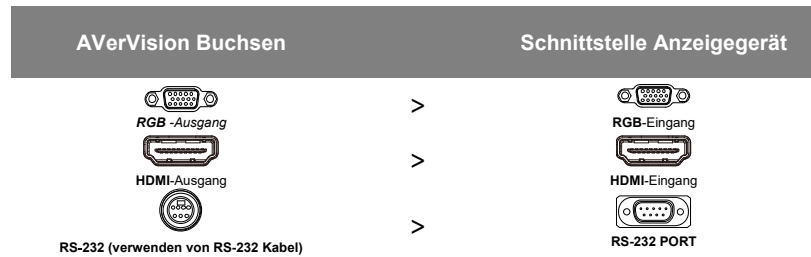 AVerVision Buchsen > Schnittstelle Anzeigegerät
RGB -Ausgang > RGB-Eingang
HDMI-Ausgang > HDMI-Eingang
RS-232 (verwenden von RS-232 Kabel) > RS-232 PORT